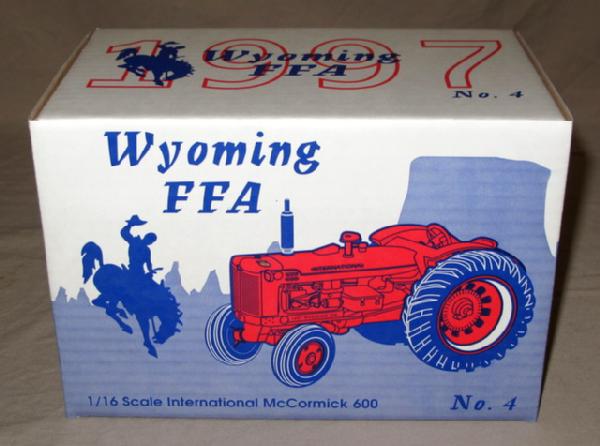 1997
Wyoming
FFA
No. 4
Wyoming
FFA
INTERNATIONAL
1/16 Scale International McCormick 600
No. 4